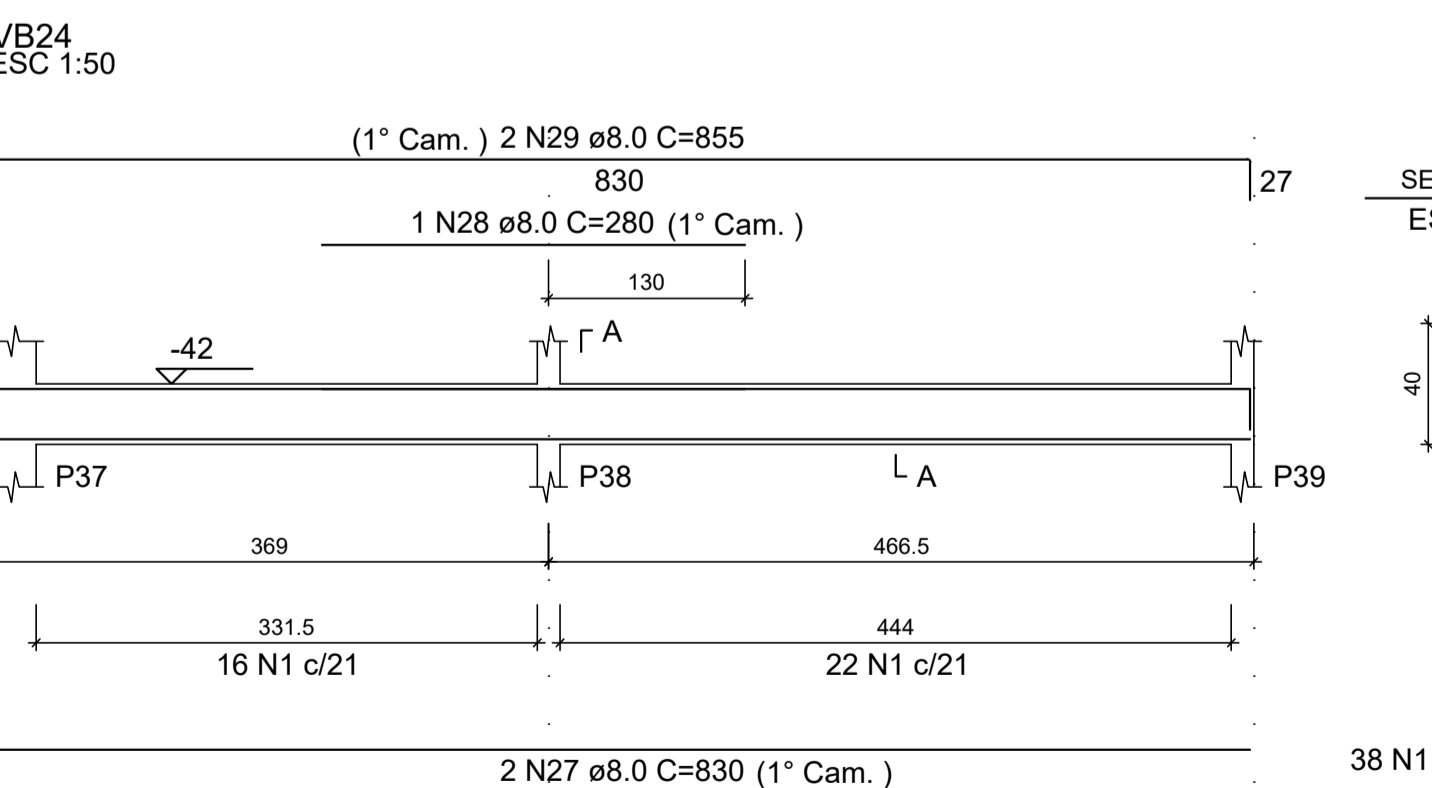 VB24
ESC 1:50
(1° Cam. ) 2 N29 ø8.0 C=855
830
27
SE
ES
1 N28 ø8.0 C=280 (1° Cam. )
130
A
-42
40
P37
P38
A
P39
369
466.5
331.5
444
16 N1 c/21
22 N1 c/21
2 N27 ø8.0 C=830 (1° Cam. )
38 N1